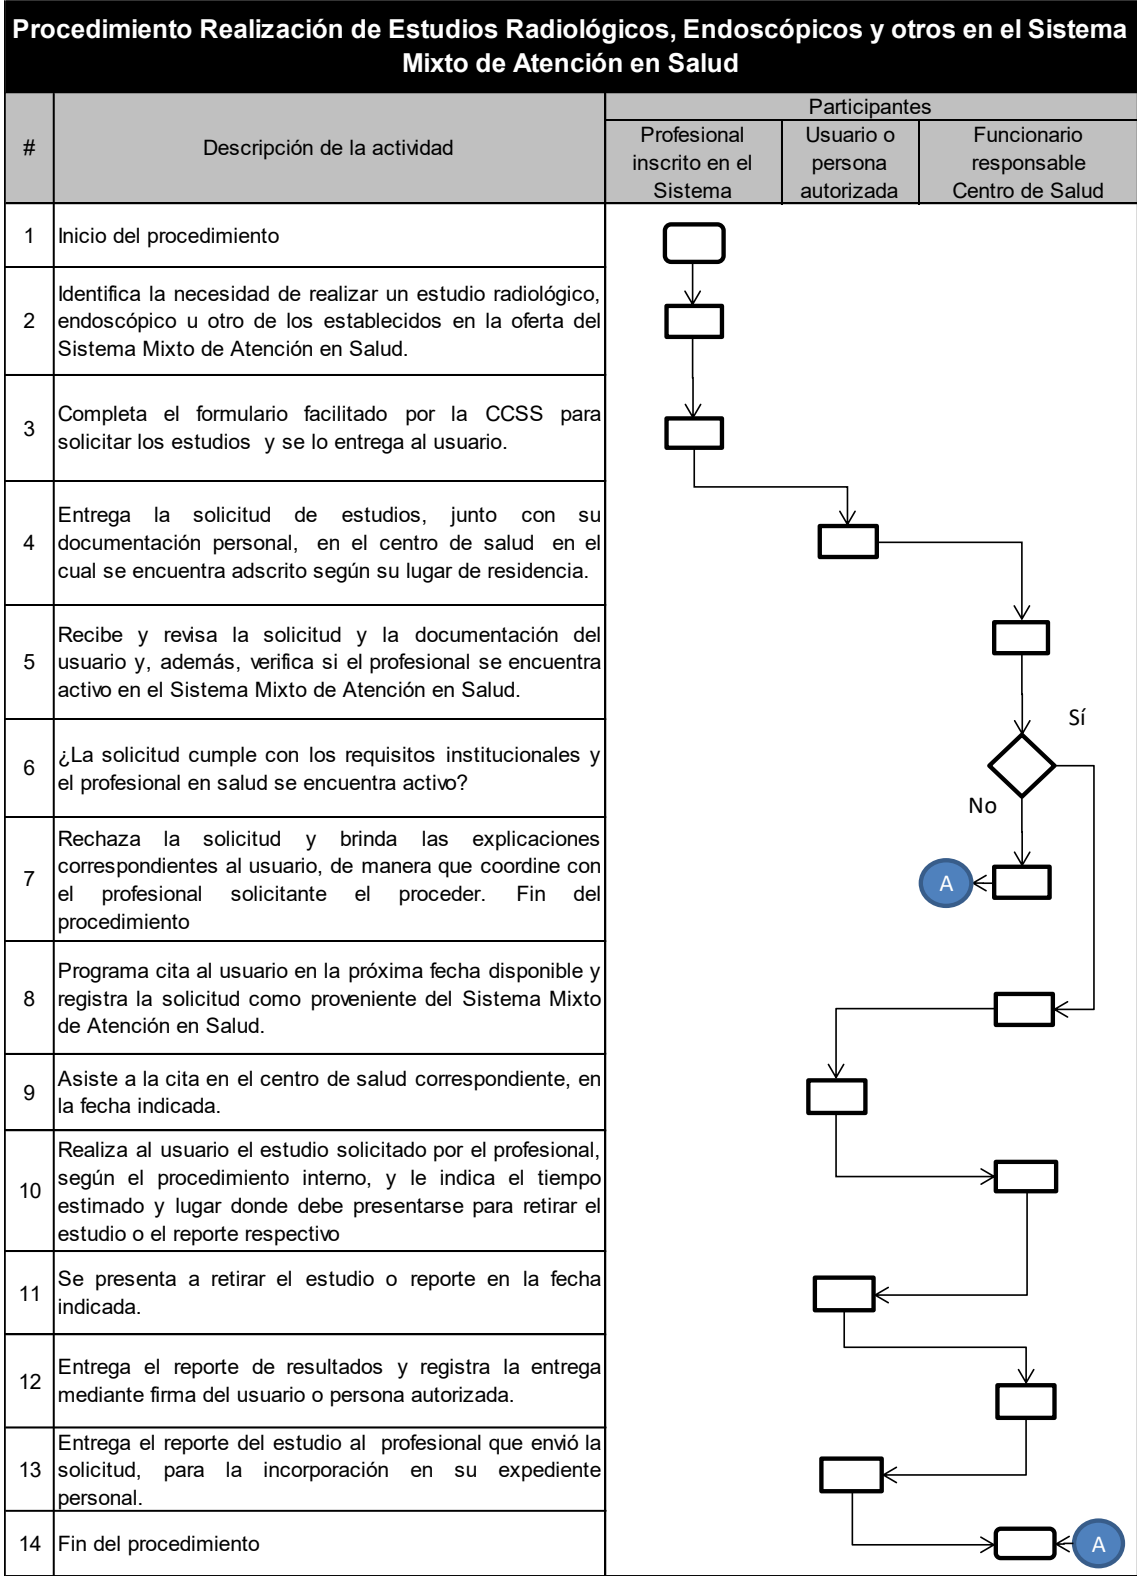 Procedimiento Realización de Estudios Radiológicos, Endoscópicos y otros en el Sistema
Mixto de Atención en Salud
#
Descripción de la actividad
Participantes
Profesional
inscrito en el
Sistema
Usuario o
persona
autorizada
Funcionario
responsable
Centro de Salud
1
Inicio del procedimiento
2
Identifica la necesidad de realizar un estudio radiológico,
endoscópico u otro de los establecidos en la oferta del
Sistema Mixto de Atención en Salud.
3
Completa el formulario facilitado por la CCSS para
solicitar los estudios y se lo entrega al usuario.
4
Entrega la solicitud de estudios, junto con su
documentación personal, en el centro de salud en el
cual se encuentra adscrito según su lugar de residencia.
5
Recibe y revisa la solicitud y la documentación del
usuario y, además, verifica si el profesional se encuentra
activo en el Sistema Mixto de Atención en Salud.
Sí
6
¿La solicitud cumple con los requisitos institucionales y
el profesional en salud se encuentra activo?
No
7
Rechaza la solicitud y brinda las explicaciones
correspondientes al usuario, de manera que coordine con
el profesional solicitante el proceder. Fin del
procedimiento
A
8
Programa cita al usuario en la próxima fecha disponible y
registra la solicitud como proveniente del Sistema Mixto
de Atención en Salud.
9
Asiste a la cita en el centro de salud correspondiente, en
la fecha indicada.
10
Realiza al usuario el estudio solicitado por el profesional,
según el procedimiento interno, y le indica el tiempo
estimado y lugar donde debe presentarse para retirar el
estudio o el reporte respectivo
11
Se presenta a retirar el estudio o reporte en la fecha
indicada.
12
Entrega el reporte de resultados y registra la entrega
mediante firma del usuario o persona autorizada.
13
Entrega el reporte del estudio al profesional que envió la
solicitud, para la incorporación en su expediente
personal.
14
Fin del procedimiento
A